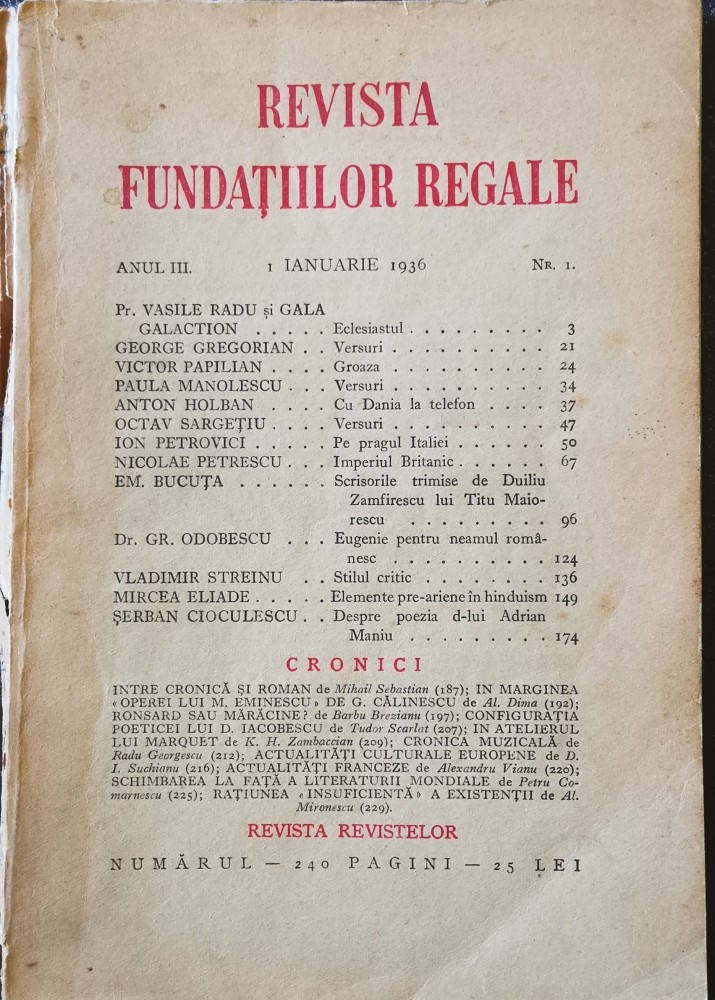 REVISTA
FUNDAȚIILOR REGALE
ANUL III. 1 IANUARIE 1936 NR. 1.
Pr. VASILE RADU și GALA
GALACTION . . . . . Eclesiastul . . . . . . . . . 3
GEORGE GREGORIAN . . Versuri . . . . . . . . . . 21
VICTOR PAPILIAN . . . . Groaza . . . . . . . . . . 24
PAULA MANOLESCU . . . Versuri . . . . . . . . . . 34
ANTON HOLBAN . . . . Cu Dania la telefon . . . . 37
OCTAV SARGEȚIU . . . . Versuri . . . . . . . . . . 47
ION PETROVICI . . . . . Pe pragul Italiei . . . . . . 50
NICOLAE PETRESCU . . . Imperiul Britanic . . . . . . 67
EM. BUCUȚA . . . . . . Scrisorile trimise de Duiliu
Zamfirescu lui Titu Maio-
rescu . . . . . . . . . 96
Dr. GR. ODOBESCU . . . Eugenie pentru neamul româ-
nesc . . . . . . . . . . 124
VLADIMIR STREINU . . Stilul critic . . . . . . . . . 136
MIRCEA ELIADE . . . . . Elemente pre-ariene în hinduism 149
ȘERBAN CIOCULESCU . . Despre poezia d-lui Adrian
Maniu . . . . . . . . . 174
CRONICI
INTRE CRONICĂ ȘI ROMAN de Mihail Sebastian (187); IN MARGINEA
« OPEREI LUI M. EMINESCU » DE G. CĂLINESCU de Al. Dima (192);
RONSARD SAU MĂRĂCINE? de Barbu Brezianu (197); CONFIGURAȚIA
POETICEI LUI D. IACOBESCU de Tudor Scarlat (207); IN ATELIERUL
LUI MARQUET de K. H. Zambaccian (209); CRONICA MUZICALĂ de
Radu Georgescu (212); ACTUALITĂȚI CULTURALE EUROPENE de D.
I. Suchianu (216); ACTUALITĂȚI FRANCEZE de Alexandru Vianu (220);
SCHIMBAREA LA FAȚĂ A LITERATURII MONDIALE de Petru Co-
marnescu (225); RAȚIUNEA « INSUFICIENTĂ » A EXISTENȚII de Al.
Mironescu (229).
REVISTA REVISTELOR
NUMĂRUL — 240 PAGINI — 25 LEI